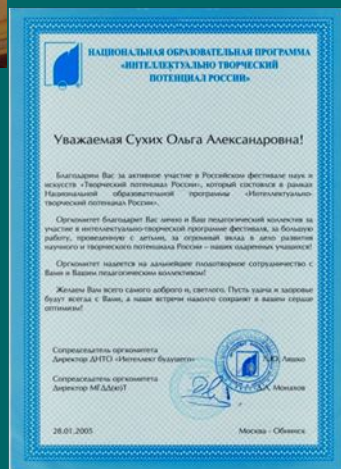 НАЦИОНАЛЬНАЯ ОБРАЗОВАТЕЛЬНАЯ ПРОГРАММА
«ИНТЕЛЛЕКТУАЛЬНО ТВОРЧЕСКИЙ
ПОТЕНЦИАЛ РОССИИ»
Уважаемая Сухих Ольга Александровна!
Благодарим Вас за активное участие в Российском фестивале наук и
искусств «Творческий потенциал России», который состоялся в рамках
Национальной образовательной программы «Интеллектуально-
творческий потенциал России».
Оргкомитет благодарит Вас лично и Ваш педагогический коллектив за
участие в интеллектуально-творческой программе фестиваля, за большую
работу, проведенную с детьми, за огромный вклад в дело развития
научного и творческого потенциала России – наших одаренных учащихся!
Оргкомитет надеется на дальнейшее плодотворное сотрудничество с
Вами и Вашим педагогическим коллективом!
Желаем Вам всего самого доброго и, светлого. Пусть удача и здоровье
будут всегда с Вами, а наши встречи надолго сохранят в вашем сердце
оптимизм!
Сопредседатель оргкомитета
Директор ДНТО «Интеллект будущего» Ляшко
Сопредседатель оргкомитета
Директор МГДД(ю)Т Монахов
28.01.2005 Москва - Обнинск